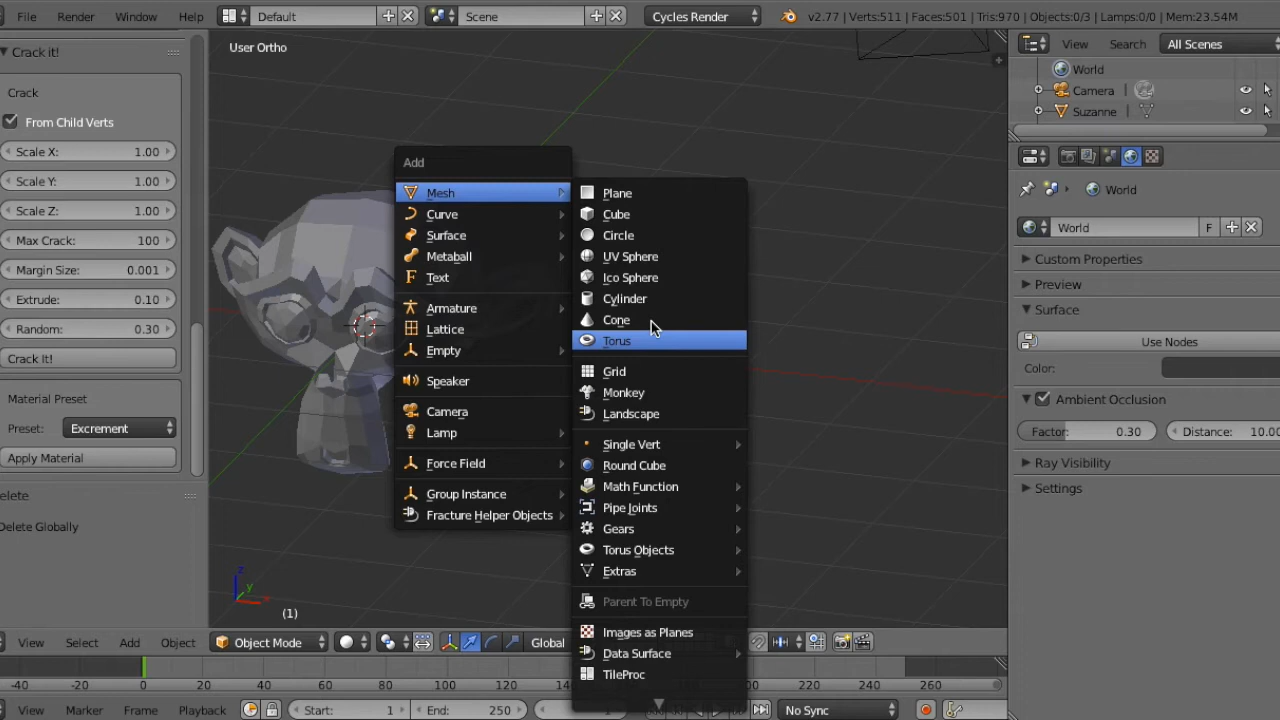 File Render Window Help Default Scene Cycles Render v2.77 | Verts:511 | Faces:501 | Tris:970 | Objects:0/3 | Lamps:0/0 | Mem:23.54M
Crack it!
Crack
From Child Verts
Scale X: 1.00
Scale Y: 1.00
Scale Z: 1.00
Max Crack: 100
Margin Size: 0.001
Extrude: 0.10
Random: 0.30
Crack It!
Material Preset
Preset: Excrement
Apply Material
elete
Delete Globally
User Ortho
Add
Mesh
Curve
Surface
Metaball
Text
Armature
Lattice
Empty
Speaker
Camera
Lamp
Force Field
Group Instance
Fracture Helper Objects
Plane
Cube
Circle
UV Sphere
Ico Sphere
Cylinder
Cone
Torus
Grid
Monkey
Landscape
Single Vert
Round Cube
Math Function
Pipe Joints
Gears
Torus Objects
Extras
Parent To Empty
Images as Planes
Data Surface
TileProc
z
y
x
(1)
View Search All Scenes
World
Camera
Suzanne
World
World F
Custom Properties
Preview
Surface
Use Nodes
Color:
Ambient Occlusion
Factor: 0.30 Distance: 10.00
Ray Visibility
Settings
View Select Add Object Object Mode Global
-40 -20 0 20 40 60 80 100 120 140 200 220 240 260
View Marker Frame Playback Start: 1 End: 250 1 No Sync